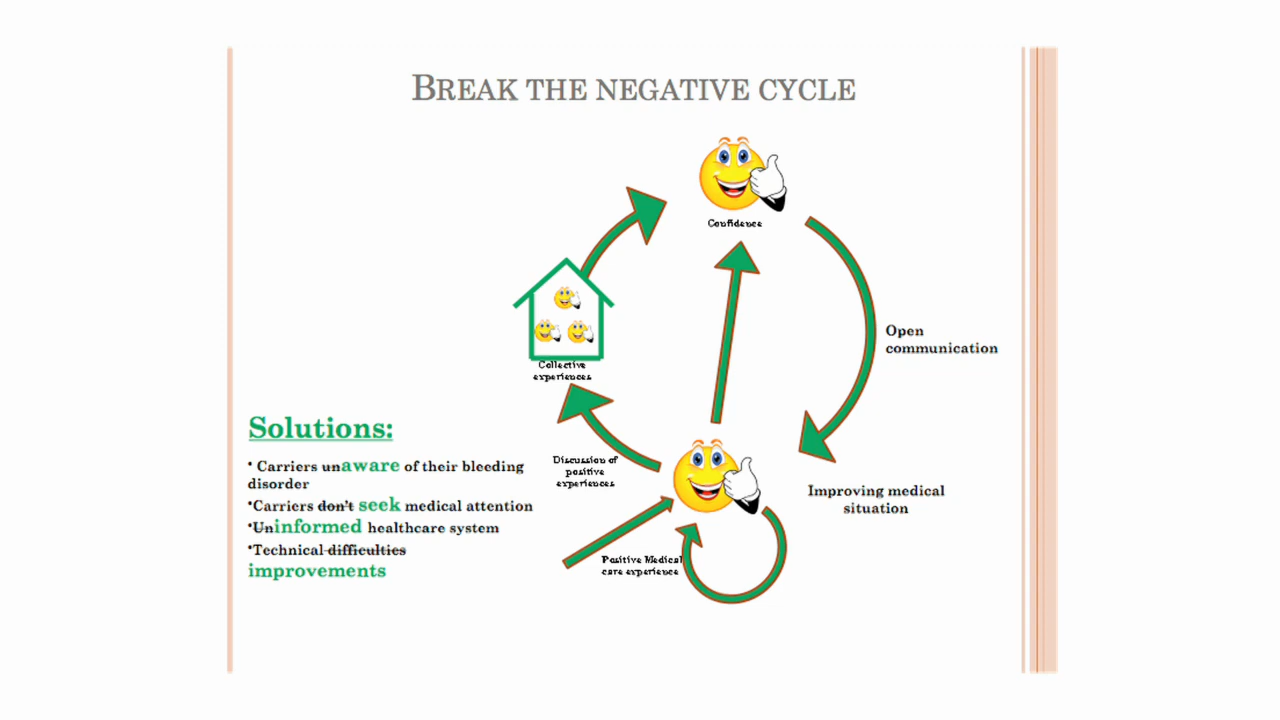 BREAK THE NEGATIVE CYCLE
Confidence
Open
communication
Collective
experiences
Discussion of
positive
experiences
Improving medical
situation
Positive Medical
care experience
Solutions:
• Carriers unaware of their bleeding
disorder
•Carriers don't seek medical attention
•Uninformed healthcare system
•Technical difficulties
improvements